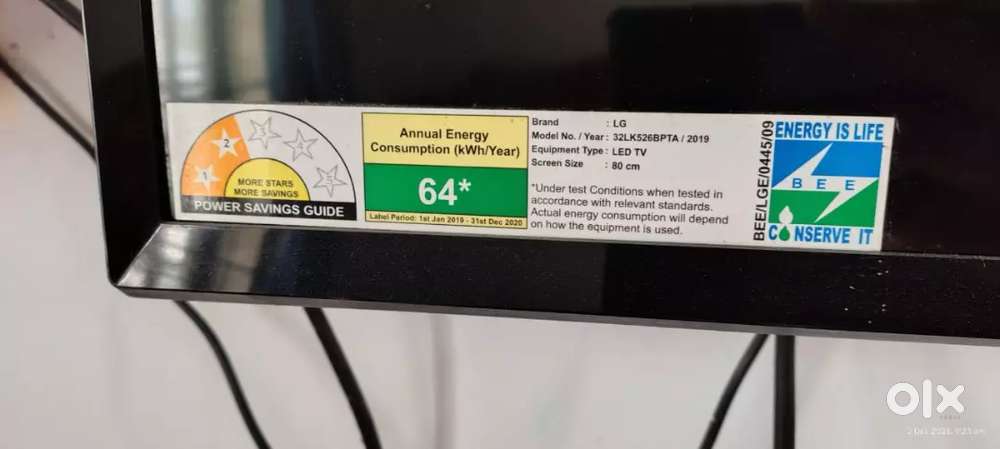 1
2
3
4
5
MORE STARS
MORE SAVINGS
POWER SAVINGS GUIDE
Annual Energy
Consumption (kWh/Year)
64*
Label Period: 1st Jan 2019 - 31st Dec 2020
Brand : LG
Model No. / Year : 32LK526BPTA / 2019
Equipment Type : LED TV
Screen Size : 80 cm
*Under test Conditions when tested in
accordance with relevant standards.
Actual energy consumption will depend
on how the equipment is used.
BEE/LGE/0445/09
ENERGY IS LIFE
BEE
CONSERVE IT
olx